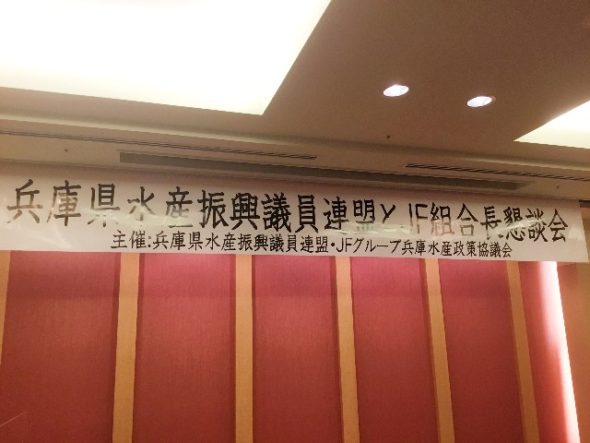 兵庫県水産振興議員連盟とJF組合長懇談会
主催:兵庫県水産振興議員連盟・JFグループ兵庫水産政策協議会